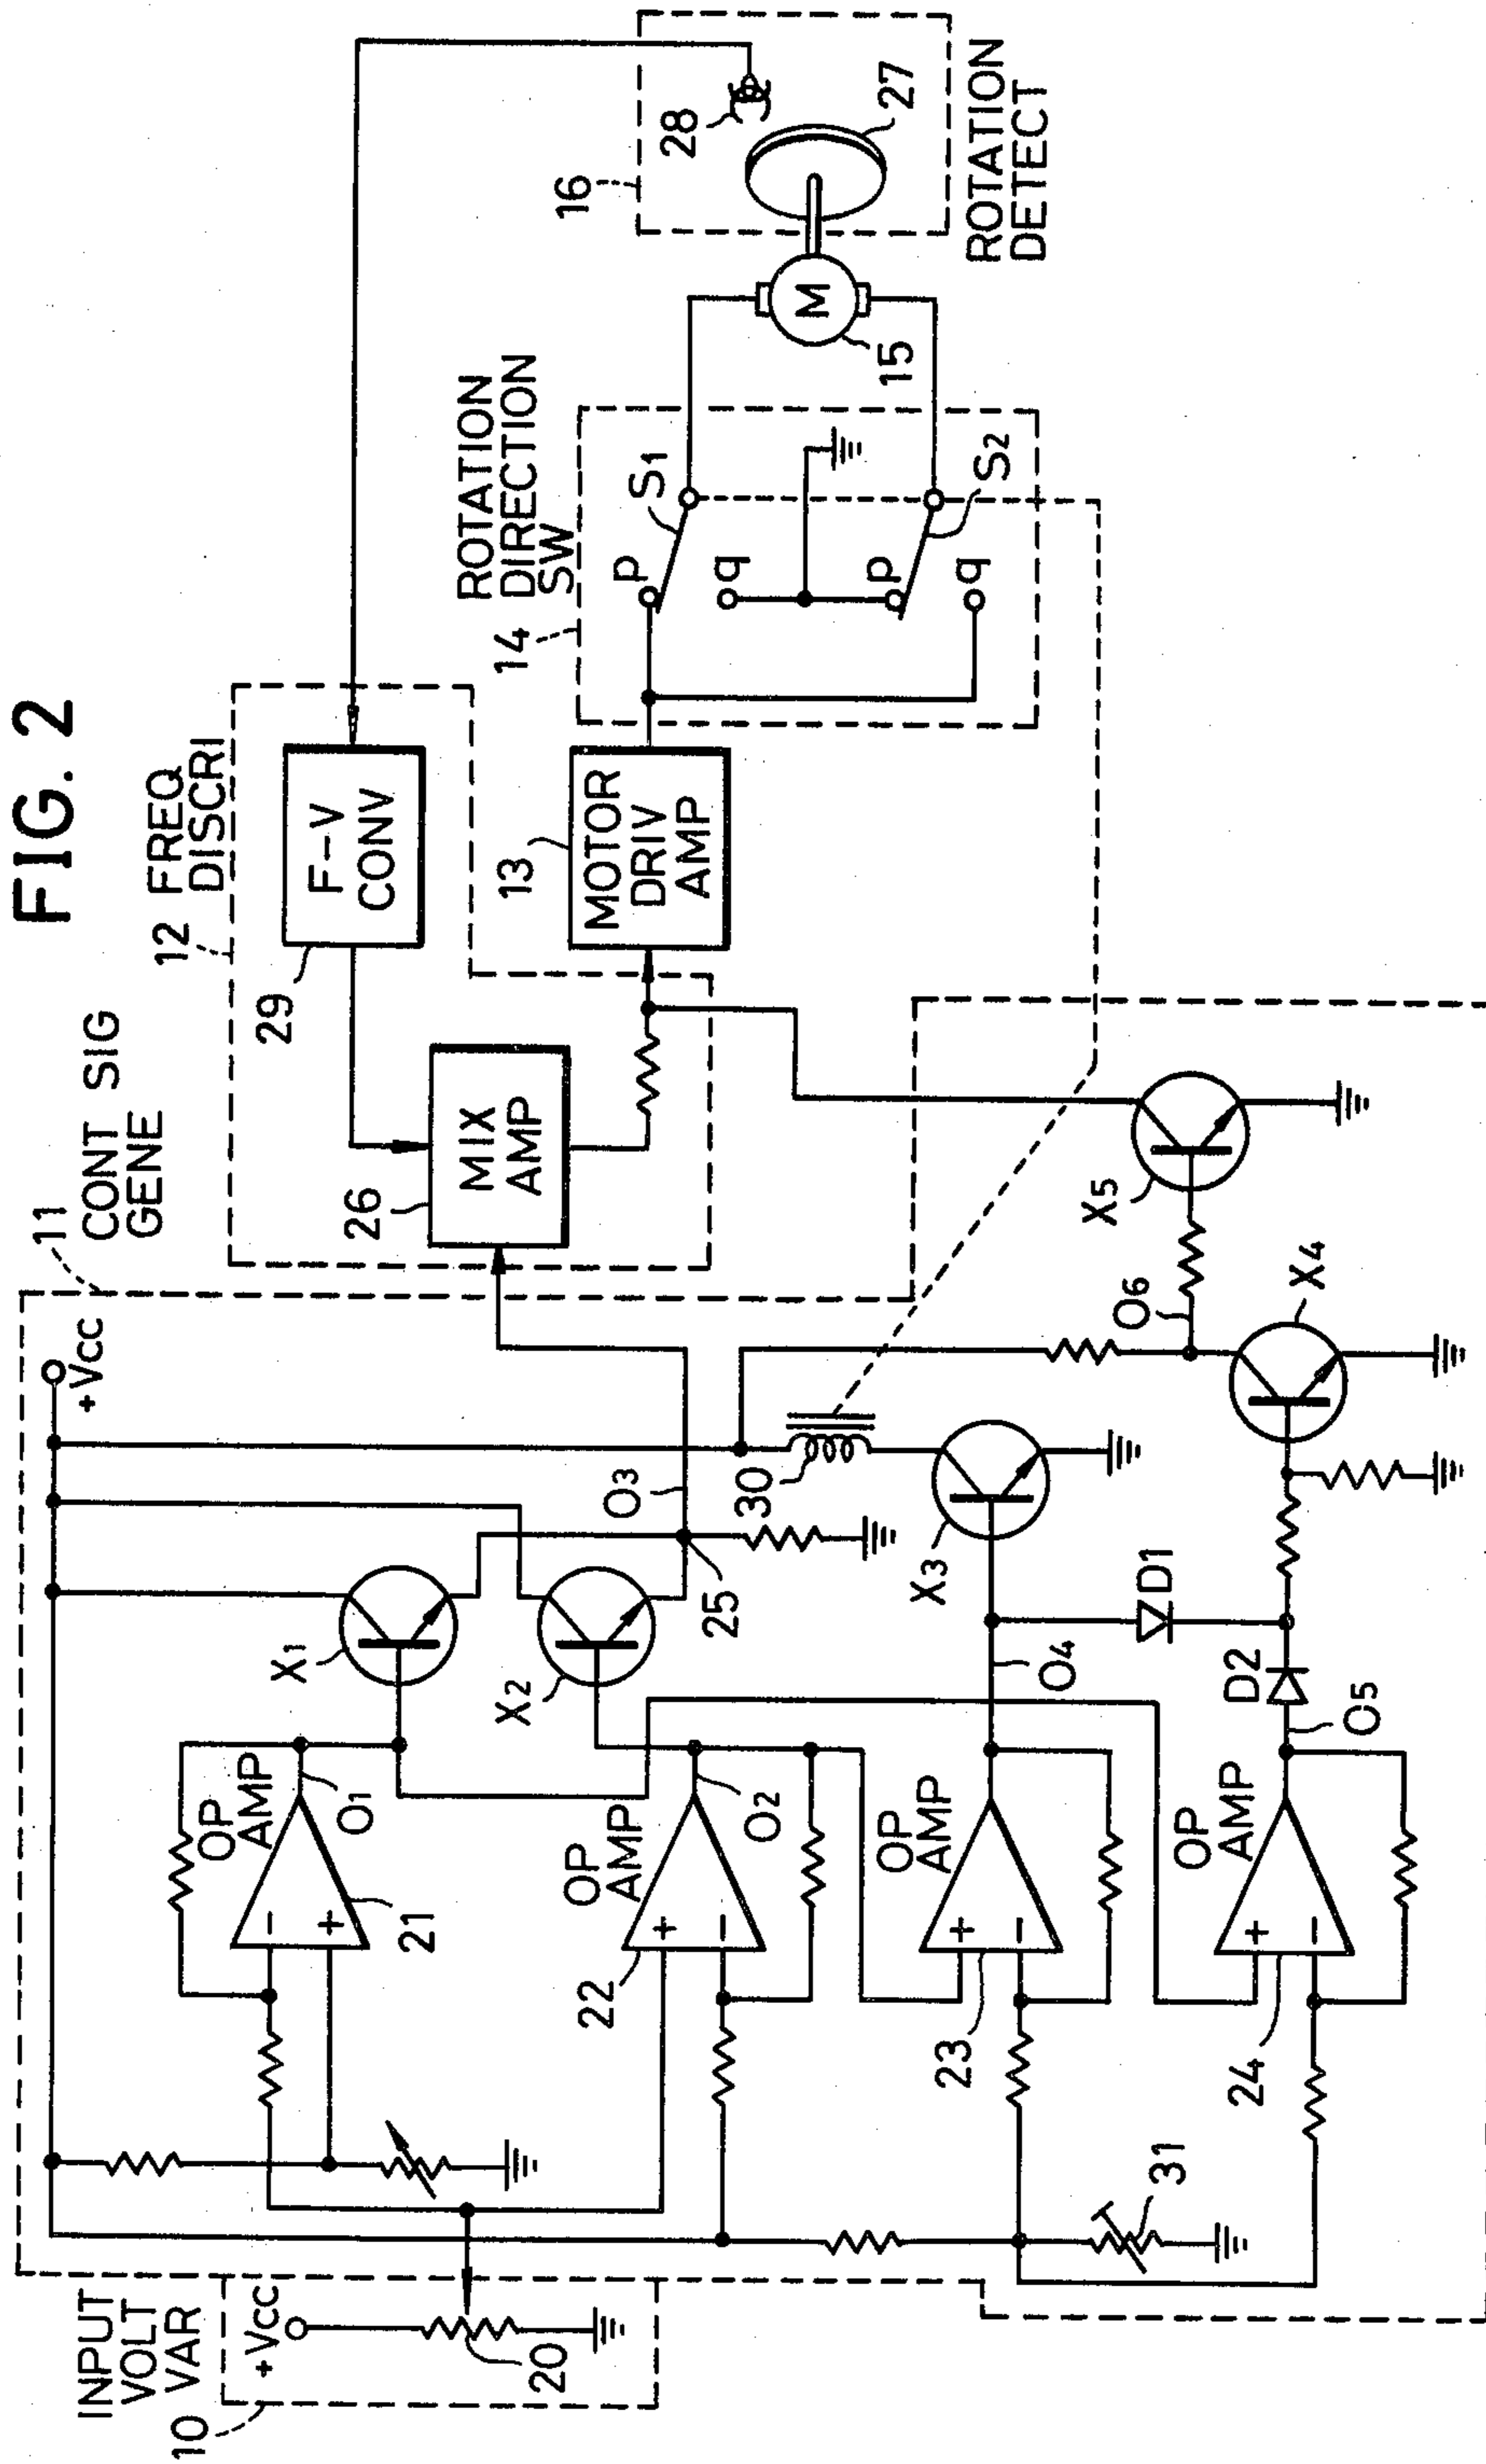 FIG. 2
11
CONT SIG
GENE
12 FREQ
DISCRI
29
F-V
CONV
26
MIX
AMP
13
MOTOR
DRIV
AMP
14
ROTATION
DIRECTION
SW
p
q
p
q
S1
S2
15
M
16
28
27
ROTATION
DETECT
+Vcc
INPUT
VOLT
VAR
10
+Vcc
20
OP
AMP
-
+
21
O1
X1
OP
AMP
+
-
22
O2
X2
25
O3
OP
AMP
+
-
23
O4
X3
30
D1
OP
AMP
+
-
24
O5
D2
31
X4
O6
X5